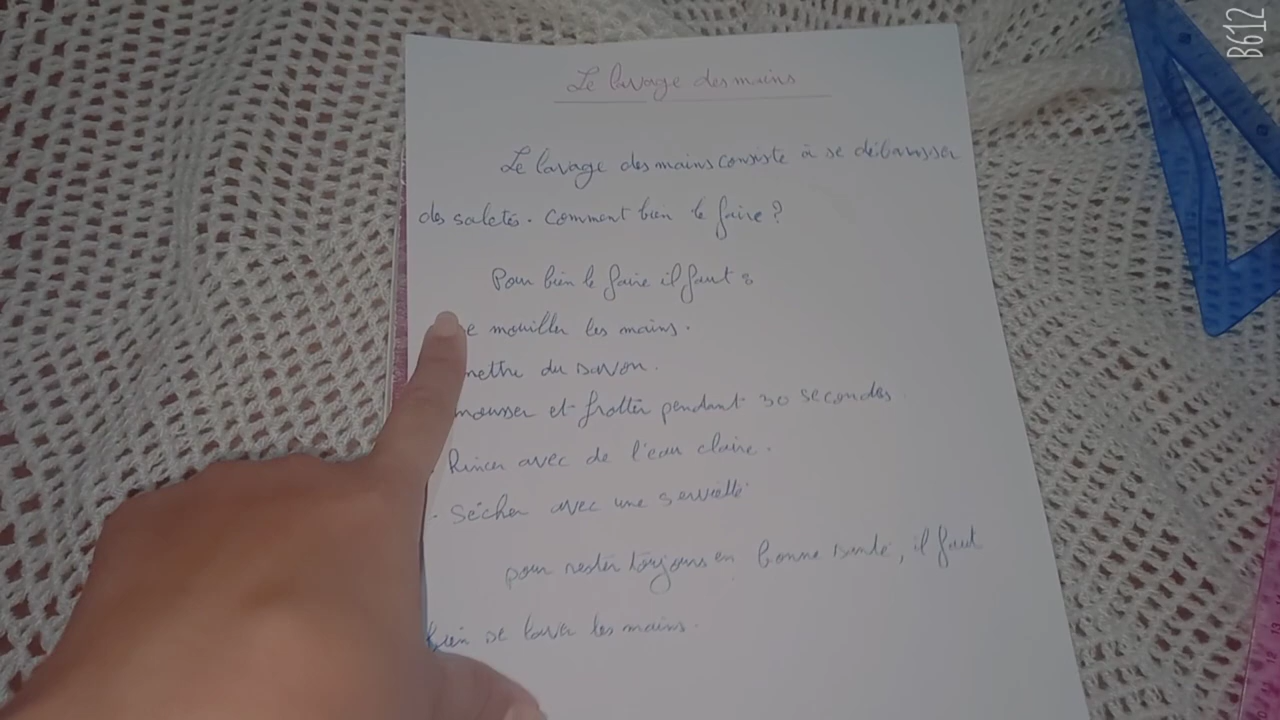 B612
Le lavage des mains
Le lavage des mains consiste à se débarrasser
des saletés. Comment bien le faire ?
Pour bien le faire il faut :
e mouiller les mains.
mettre du savon.
mousser et frotter pendant 30 secondes.
. Rincer avec de l'eau claire.
. Sécher avec une serviette
pour rester toujours en bonne santé, il faut
bien se laver les mains.